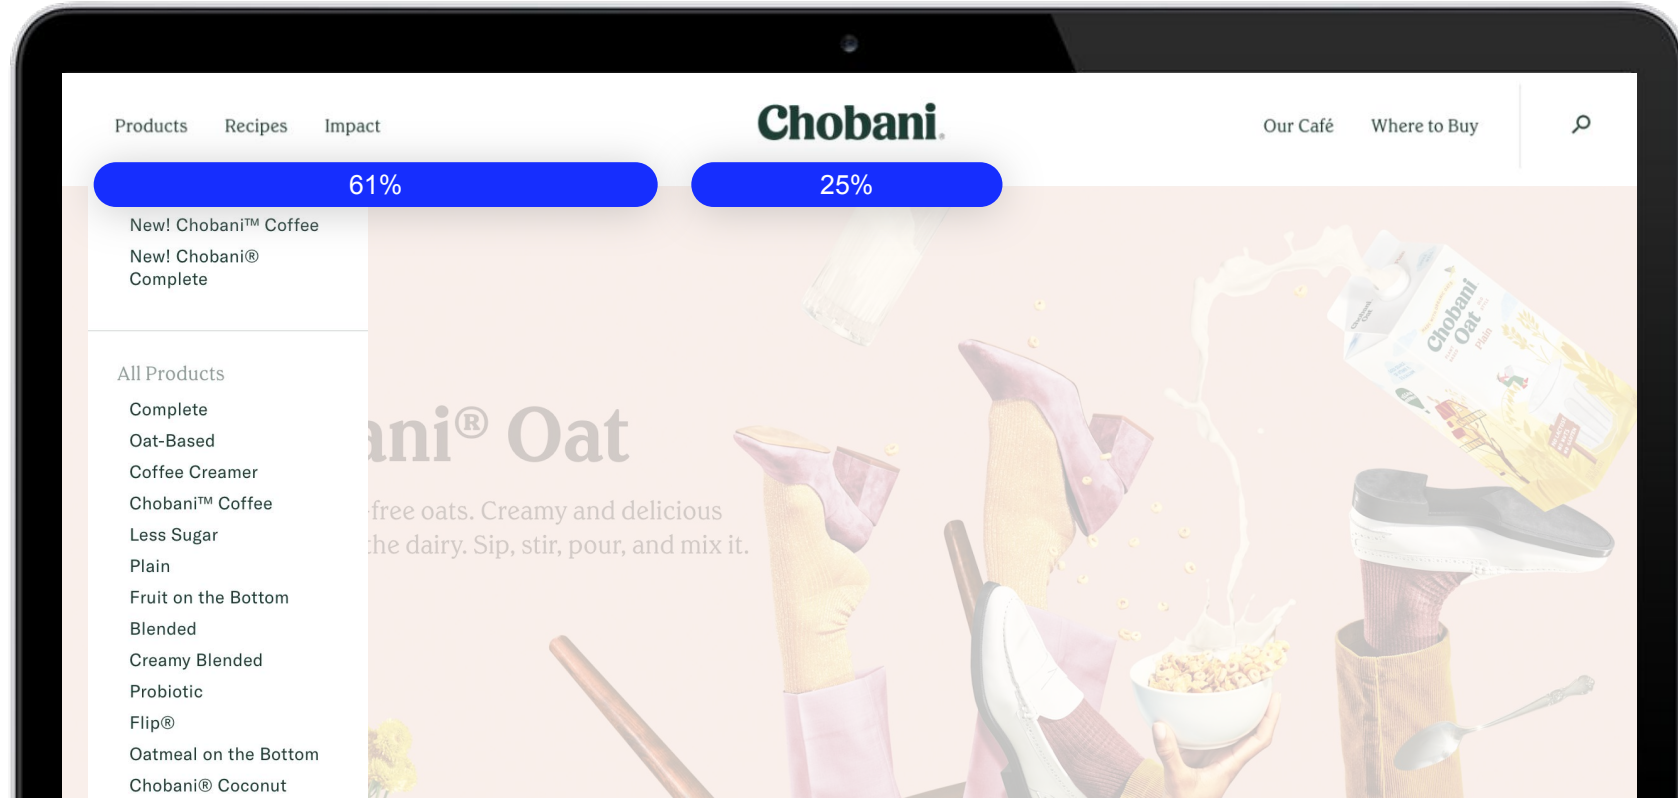 Products Recipes Impact Chobani® Our Café Where to Buy
61% 25%
New! Chobani™ Coffee
New! Chobani®
Complete
All Products
Complete
Oat-Based
Coffee Creamer
Chobani™ Coffee
Less Sugar
Plain
Fruit on the Bottom
Blended
Creamy Blended
Probiotic
Flip®
Oatmeal on the Bottom
Chobani® Coconut
ani® Oat
-free oats. Creamy and delicious
the dairy. Sip, stir, pour, and mix it.
Chobani
Oat
Plain
Chobani
Oat